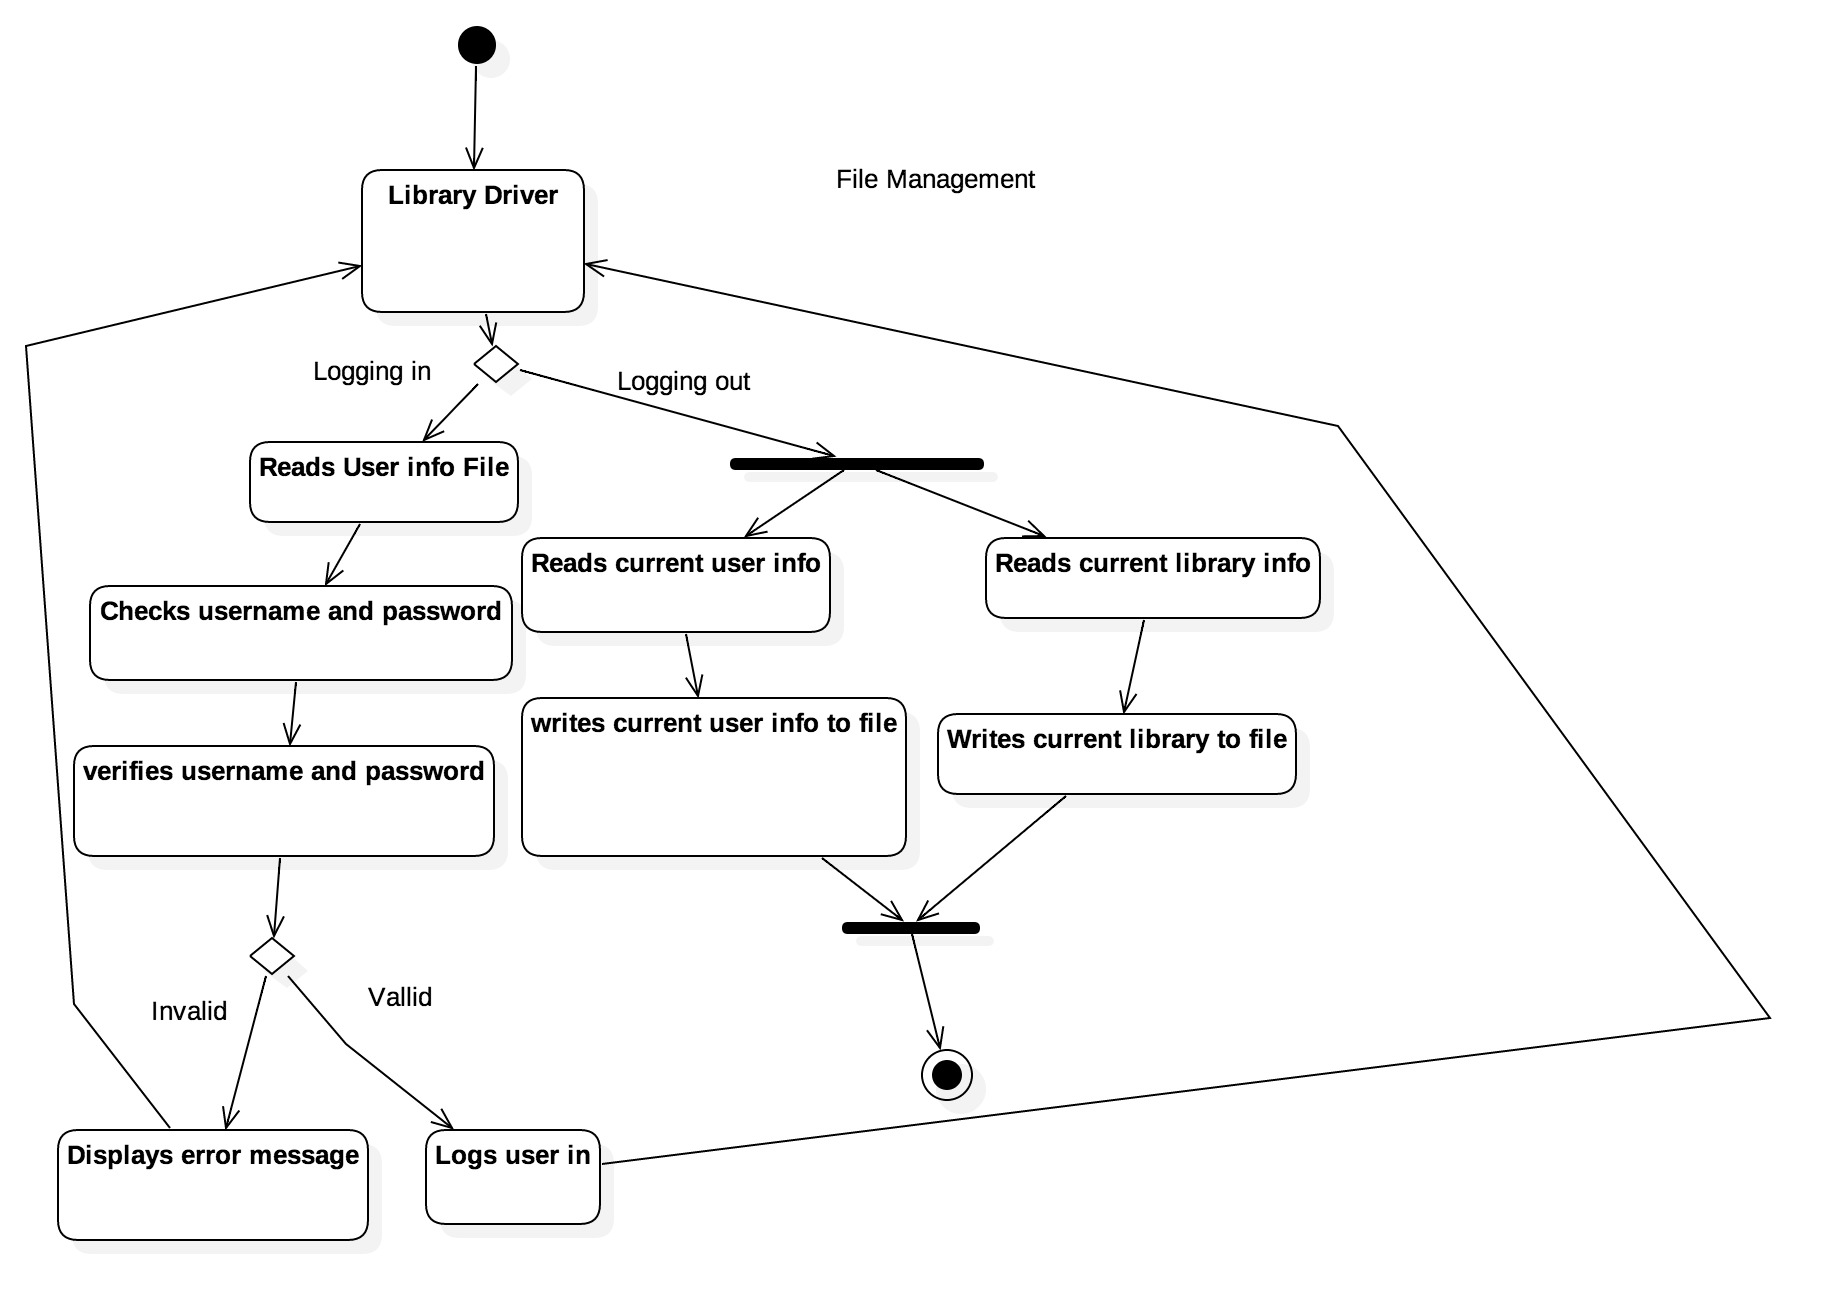 File Management
Library Driver
Logging in
Logging out
Reads User info File
Reads current user info
Reads current library info
Checks username and password
writes current user info to file
Writes current library to file
verifies username and password
Invalid
Vallid
Displays error message
Logs user in